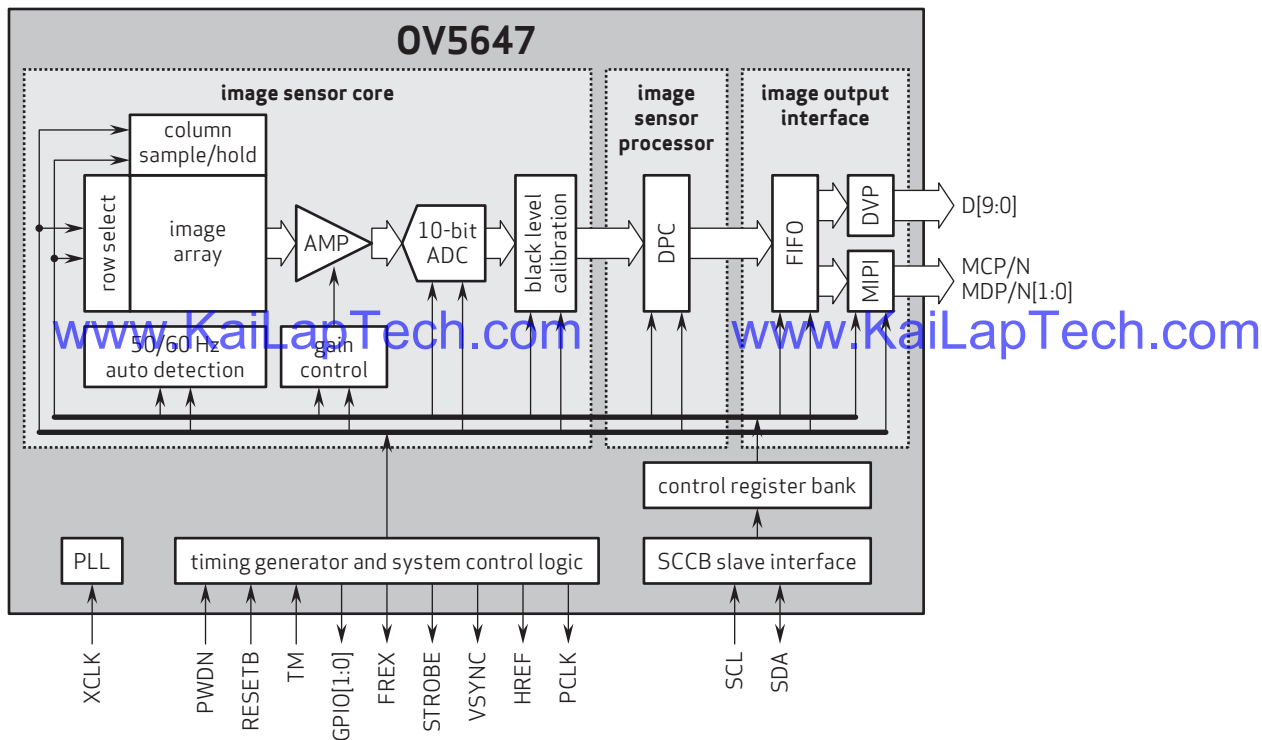 OV5647
image sensor core
image
sensor
processor
image output
interface
column
sample/hold
row select
image
array
AMP
10-bit
ADC
black level
calibration
DPC
FIFO
DVP
MIPI
D[9:0]
MCP/N
MDP/N[1:0]
www.KaiLapTech.com
www.KaiLapTech.com
50/60 Hz
auto detection
gain
control
control register bank
PLL
timing generator and system control logic
SCCB slave interface
XCLK
PWDN
RESETB
TM
GPIO[1:0]
FREX
STROBE
VSYNC
HREF
PCLK
SCL
SDA